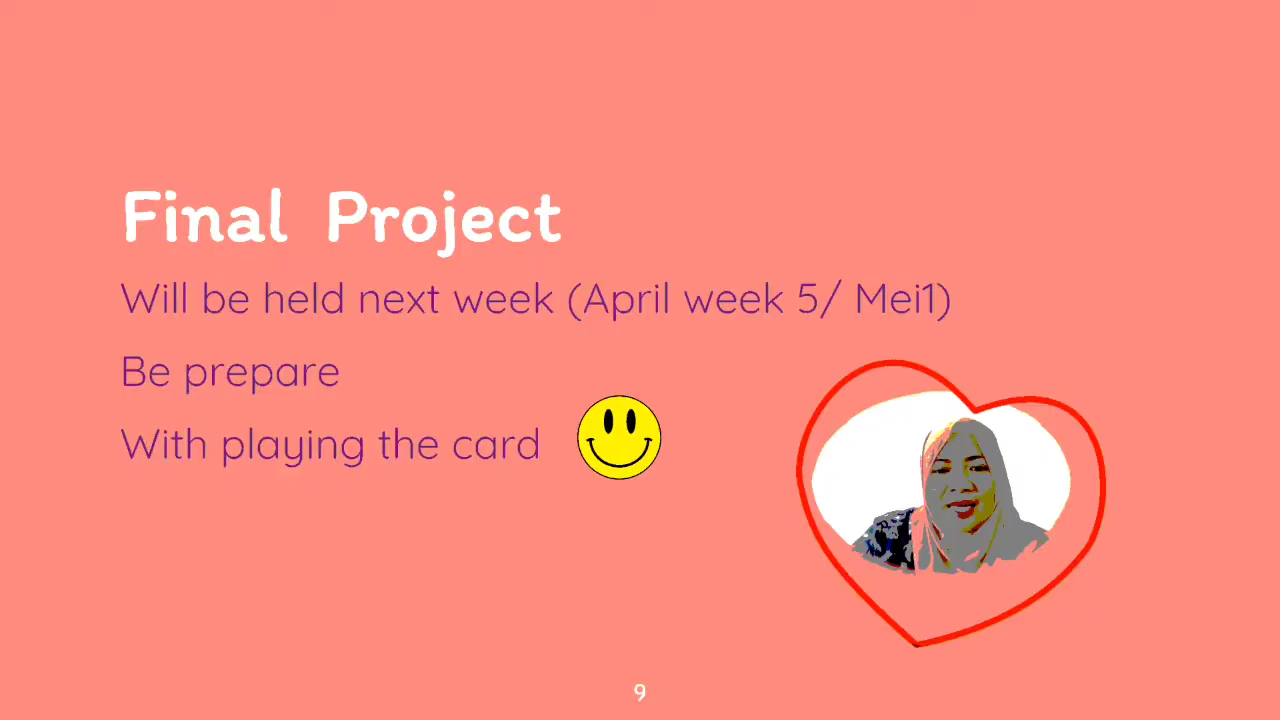 Final Project
Will be held next week (April week 5/ Mei1)
Be prepare
With playing the card
9